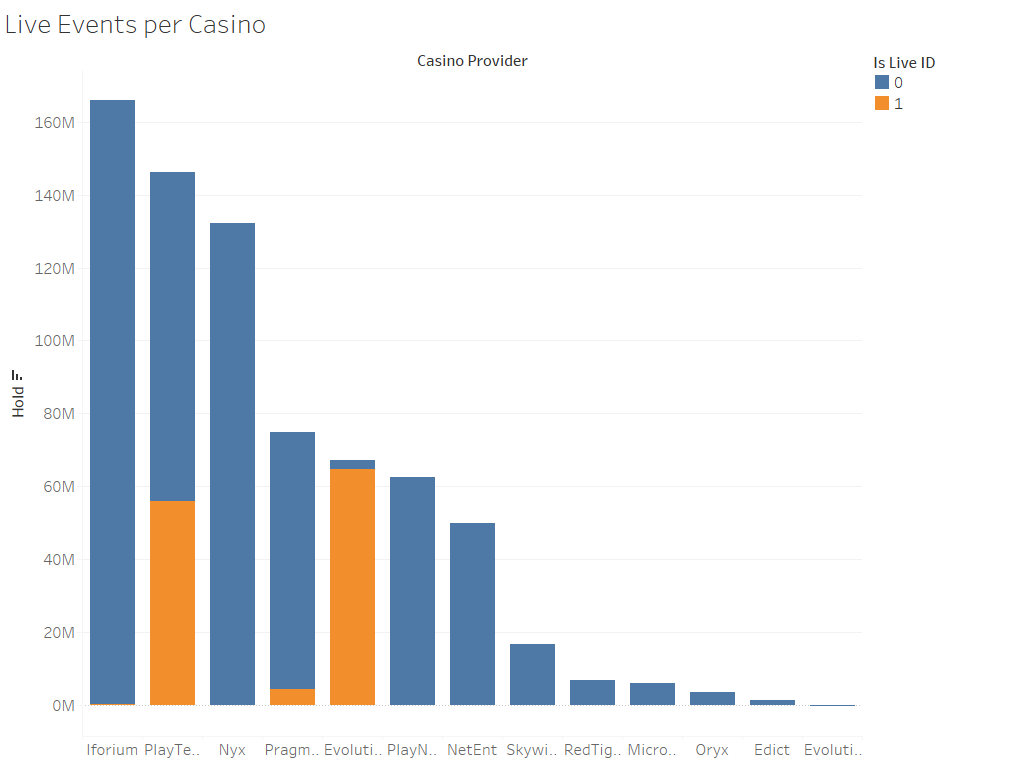 Live Events per Casino
Casino Provider
Is Live ID
0
1
160M
140M
120M
100M
80M
60M
40M
20M
0M
Hold
Iforium PlayTe.. Nyx Pragm.. Evoluti.. PlayN.. NetEnt Skywi.. RedTig.. Micro.. Oryx Edict Evoluti..